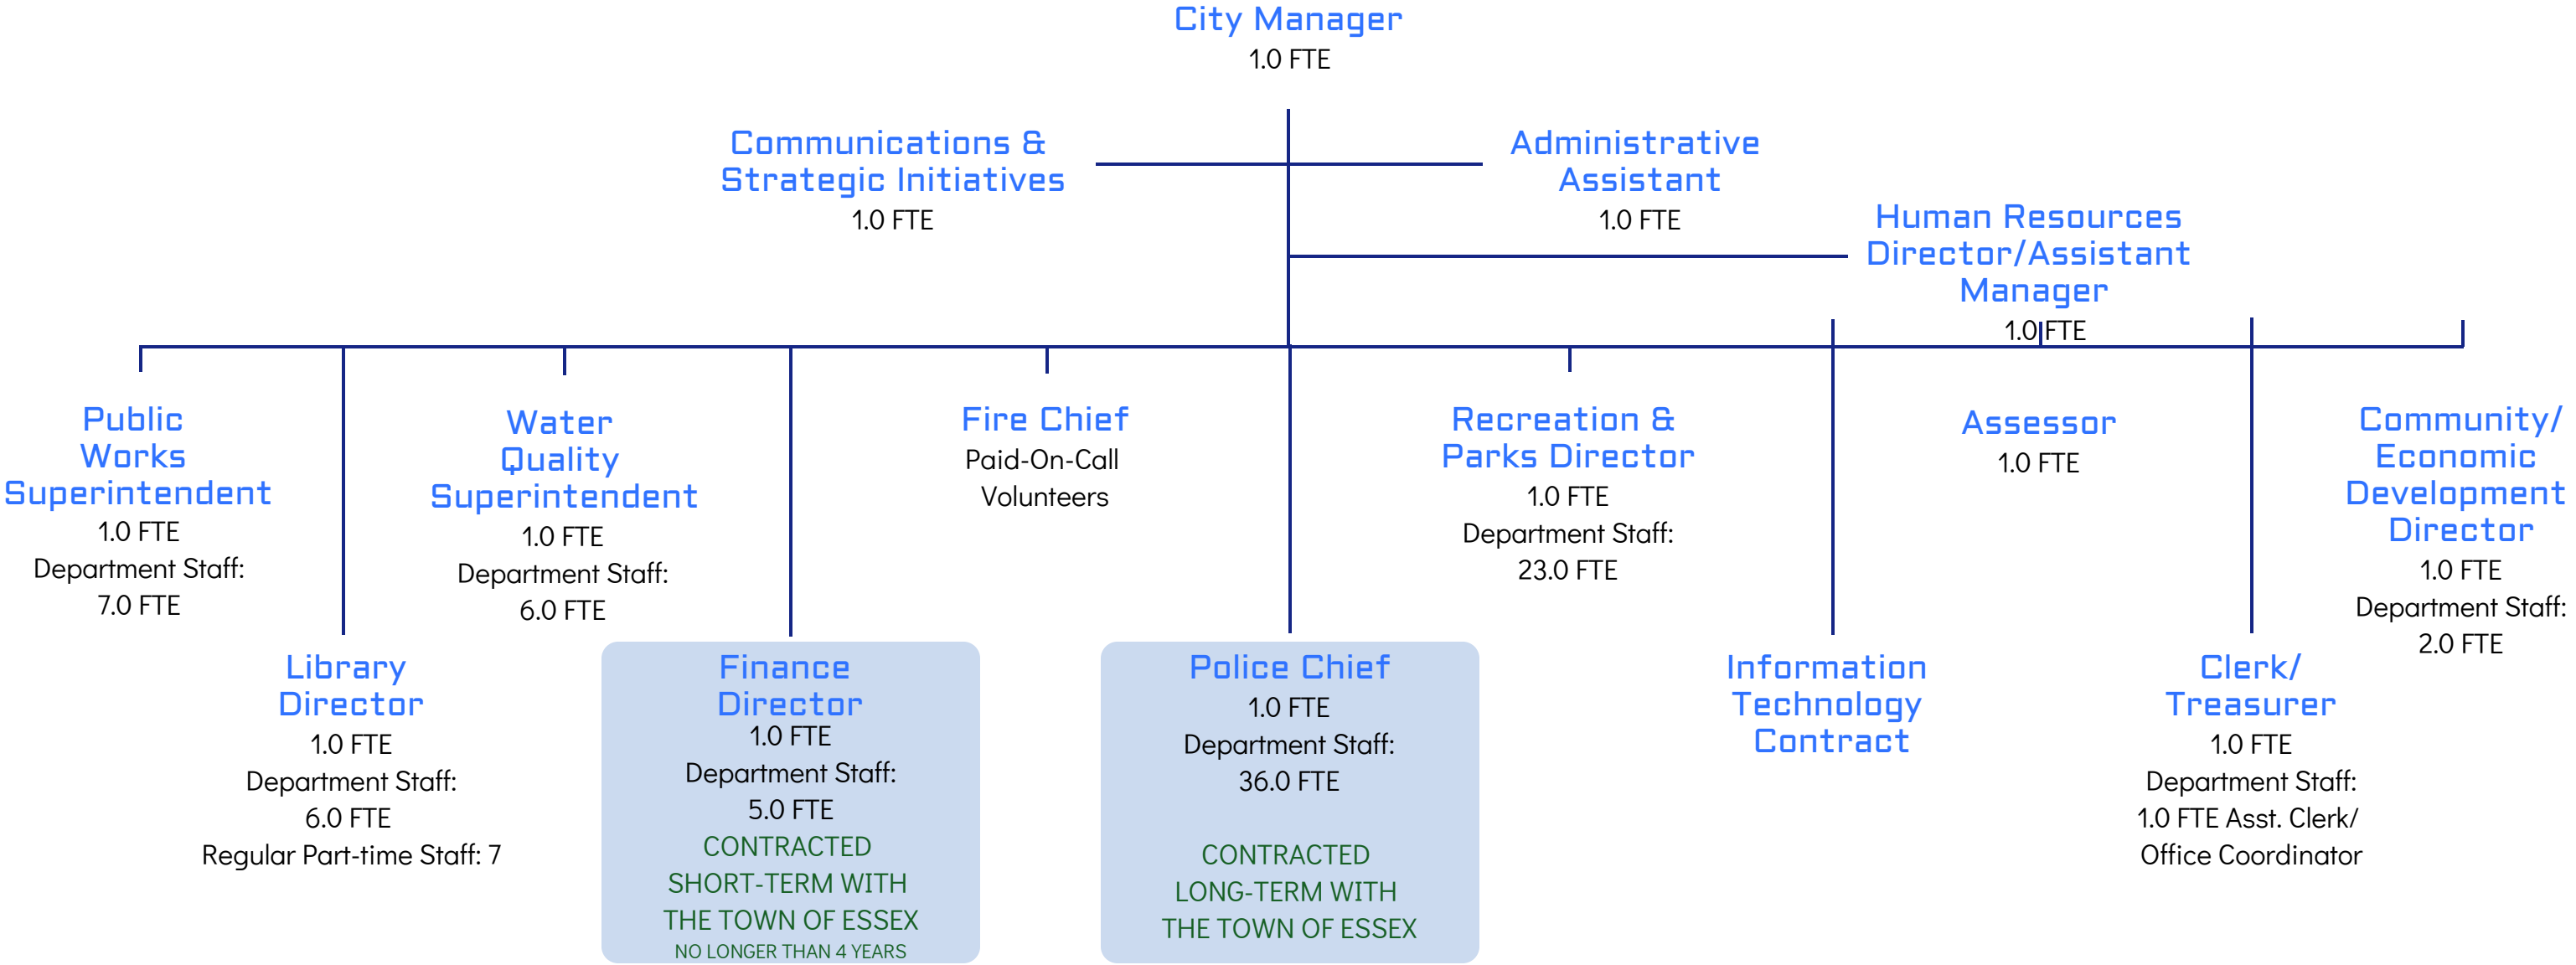 City Manager
1.0 FTE
Communications &
Strategic Initiatives
1.0 FTE
Administrative
Assistant
1.0 FTE
Human Resources
Director/Assistant
Manager
1.0 FTE
Public
Works
Superintendent
1.0 FTE
Department Staff:
7.0 FTE
Library
Director
1.0 FTE
Department Staff:
6.0 FTE
Regular Part-time Staff: 7
Water
Quality
Superintendent
1.0 FTE
Department Staff:
6.0 FTE
Finance
Director
1.0 FTE
Department Staff:
5.0 FTE
CONTRACTED
SHORT-TERM WITH
THE TOWN OF ESSEX
NO LONGER THAN 4 YEARS
Fire Chief
Paid-On-Call
Volunteers
Police Chief
1.0 FTE
Department Staff:
36.0 FTE
CONTRACTED
LONG-TERM WITH
THE TOWN OF ESSEX
Recreation &
Parks Director
1.0 FTE
Department Staff:
23.0 FTE
Information
Technology
Contract
Assessor
1.0 FTE
Clerk/
Treasurer
1.0 FTE
Department Staff:
1.0 FTE Asst. Clerk/
Office Coordinator
Community/
Economic
Development
Director
1.0 FTE
Department Staff:
2.0 FTE